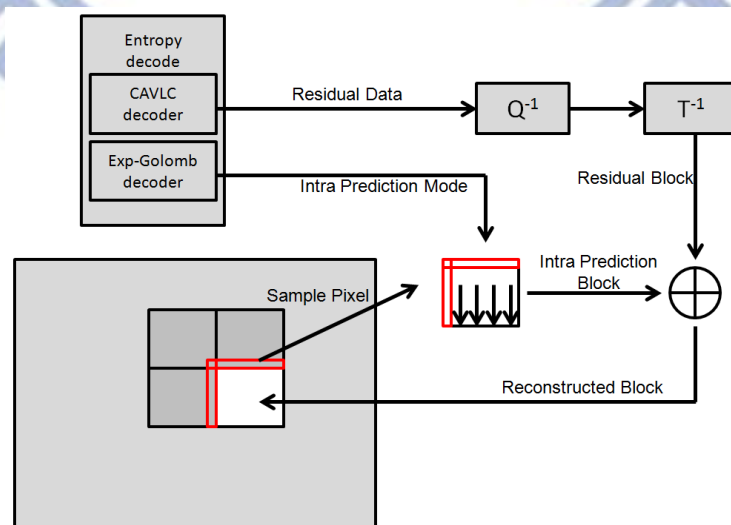 Entropy
decode
CAVLC
decoder
Residual Data
Q-1
T-1
Exp-Golomb
decoder
Intra Prediction Mode
Residual Block
Intra Prediction
Block
Sample Pixel
Reconstructed Block